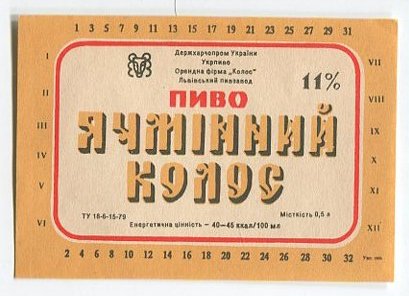 1 3 5 7 9 11 13 15 17 19 21 23 25 27 29 31
Держхарчопром України
Укрпиво
Орендна фірма „Колос"
Львівський пивзавод
11%
ПИВО
ЯЧМІННИЙ
КОЛОС
ТУ 18-6-15-79
Місткість 0,5 л
Енергетична цінність — 40—45 ккал/100 мл
I
II
III
IV
V
VI
VII
VIII
IX
X
XI
XII
2 4 6 8 10 12 14 16 18 20 22 24 26 28 30 32